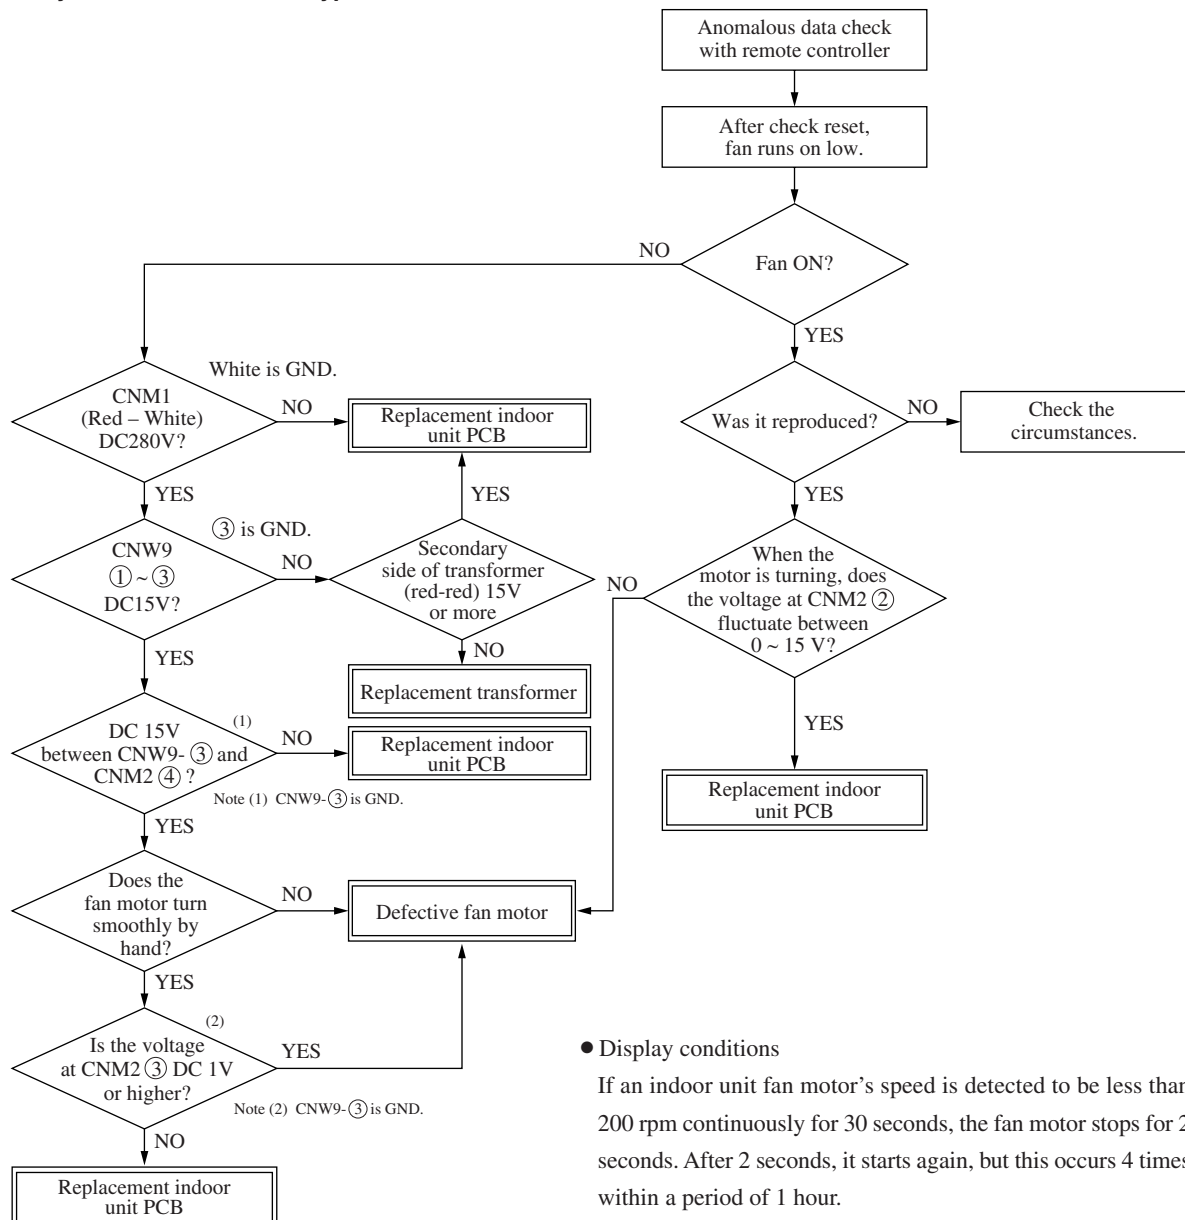 Anomalous data check
with remote controller
After check reset,
fan runs on low.
Fan ON?
NO
YES
White is GND.
CNM1
(Red – White)
DC280V?
NO
Replacement indoor
unit PCB
Was it reproduced?
NO
Check the
circumstances.
YES
YES
YES
③ is GND.
CNW9
① ~ ③
DC15V?
NO
Secondary
side of transformer
(red-red) 15V
or more
When the
motor is turning, does
the voltage at CNM2 ②
fluctuate between
0 ~ 15 V?
NO
YES
NO
Replacement transformer
YES
DC 15V
between CNW9- ③ and
CNM2 ④ ?
(1)
NO
Replacement indoor
unit PCB
Note (1) CNW9-③ is GND.
Replacement indoor
unit PCB
YES
Does the
fan motor turn
smoothly by
hand?
NO
Defective fan motor
YES
(2)
Is the voltage
at CNM2 ③ DC 1V
or higher?
YES
Note (2) CNW9-③ is GND.
NO
Replacement indoor
unit PCB
● Display conditions
If an indoor unit fan motor's speed is detected to be less than
200 rpm continuously for 30 seconds, the fan motor stops for 2
seconds. After 2 seconds, it starts again, but this occurs 4 times
within a period of 1 hour.